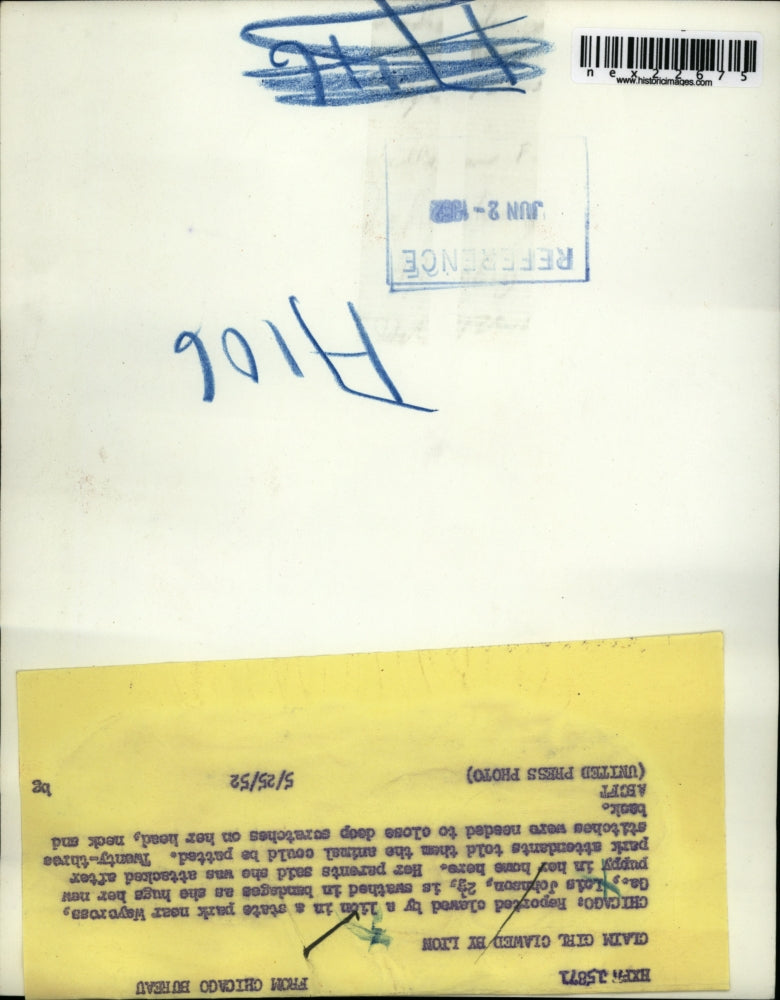 nex22675
www.historicimages.com
REFERENCE
JUN 2 - 1952
A106
FROM CHICAGO BUREAU
15871
CLAIM GIRL CLAWED BY LION
CHICAGO: Reported clawed by a lion in a state park near Waycross,
Ga., Lois Johnson, 2½, is swathed in bandages as she hugs her new
puppy in her home here. Her parents said she was attacked after
park attendants told them the animal could be patted. Twenty-three
stitches were needed to close deep scratches on her head, neck and
back.
(UNITED PRESS PHOTO) 5/25/52 bg